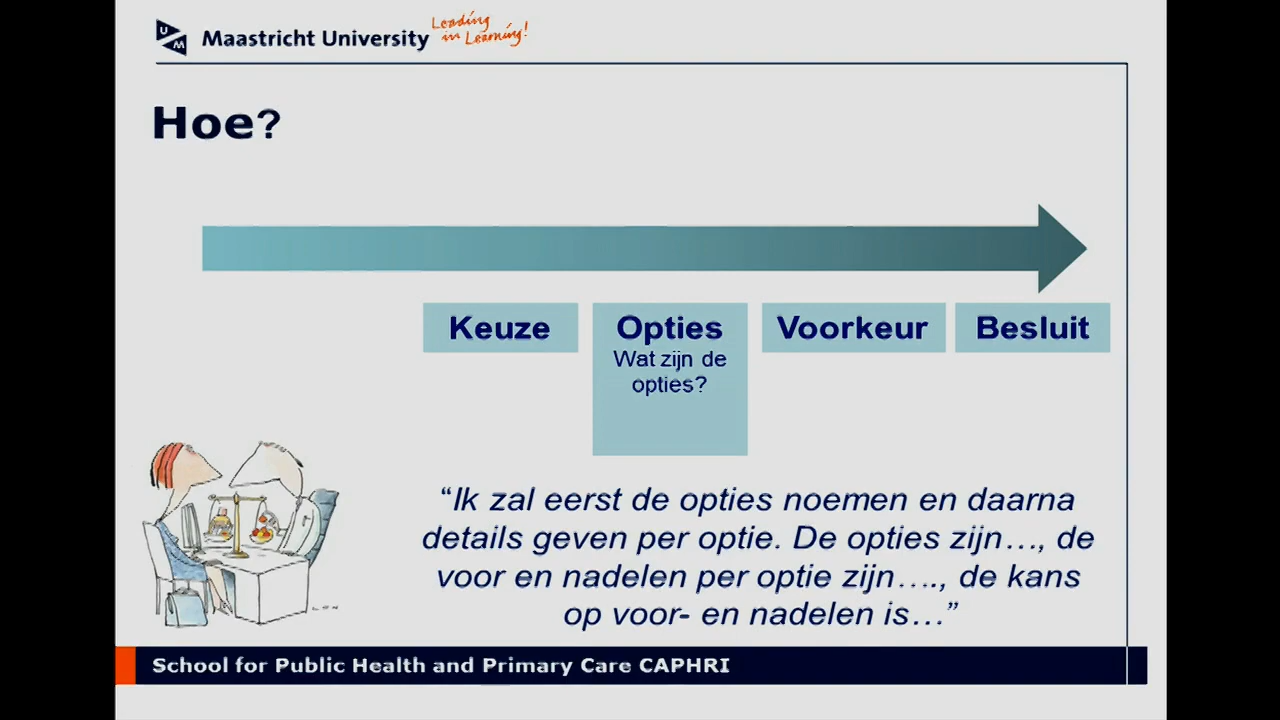 UM
Maastricht University
Leading
in Learning!
Hoe?
Keuze
Opties
Voorkeur
Besluit
Wat zijn de
opties?
“Ik zal eerst de opties noemen en daarna
details geven per optie. De opties zijn…, de
voor en nadelen per optie zijn…., de kans
op voor- en nadelen is…”
School for Public Health and Primary Care CAPHRI